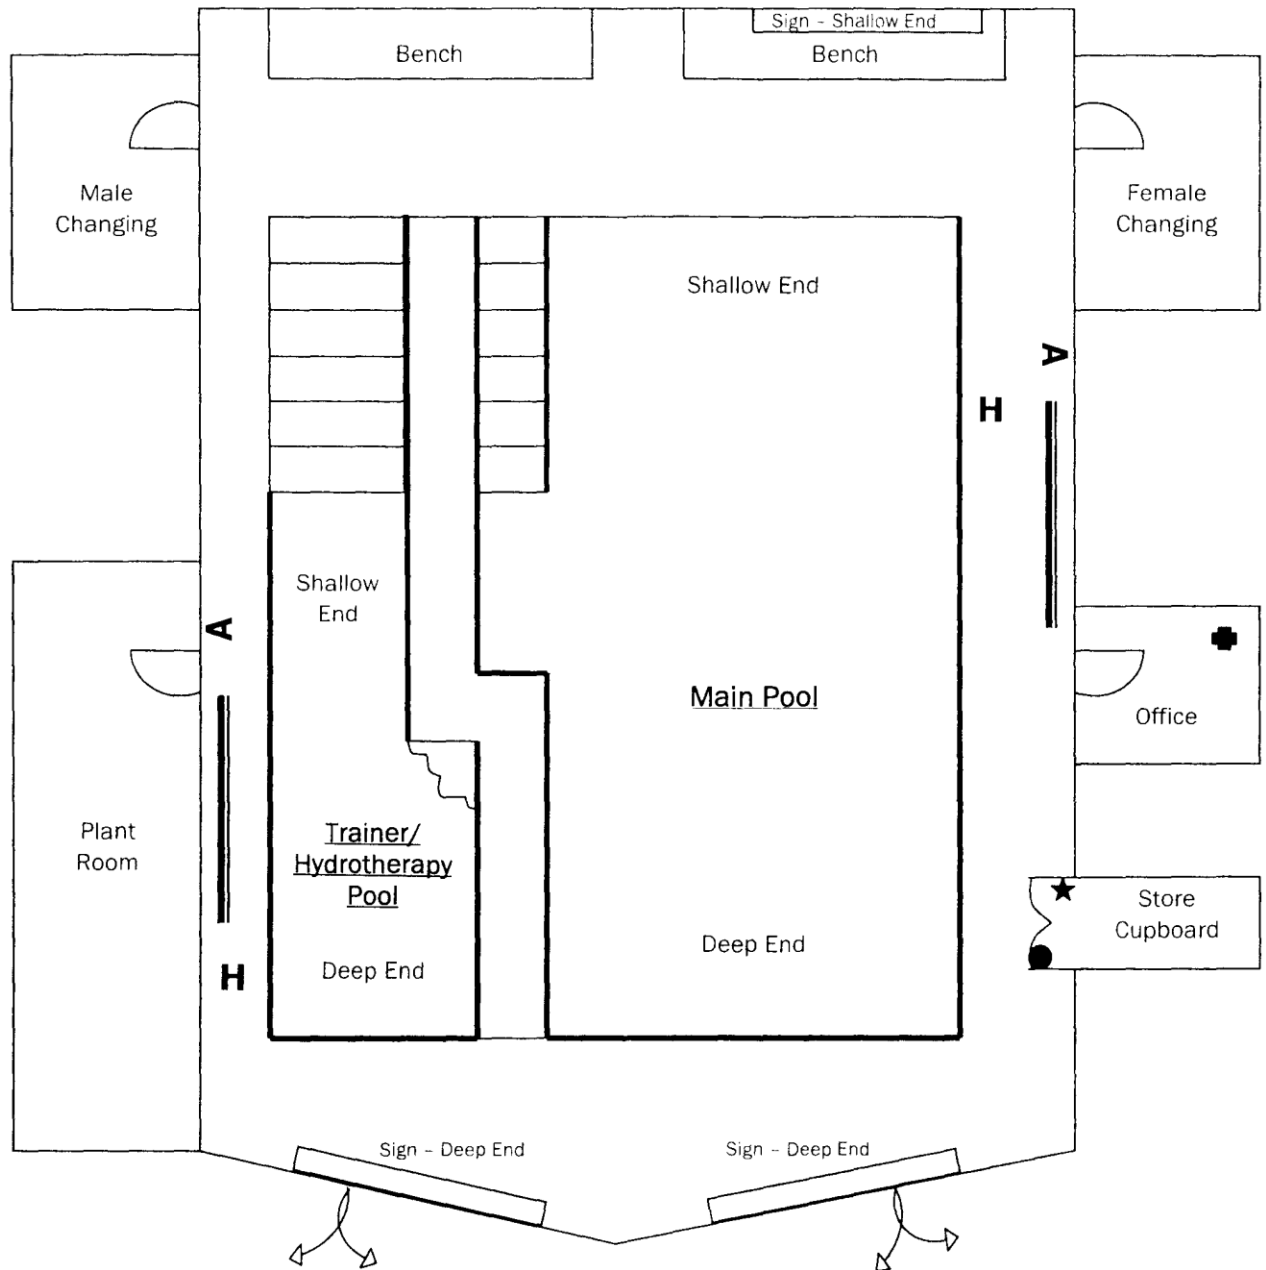 Sign - Shallow End
Bench
Bench
Male
Changing
Female
Changing
Shallow End
A
H
Shallow
End
A
Main Pool
Office
Plant
Room
Trainer/
Hydrotherapy
Pool
Store
Cupboard
Deep End
Deep End
H
Sign - Deep End
Sign - Deep End